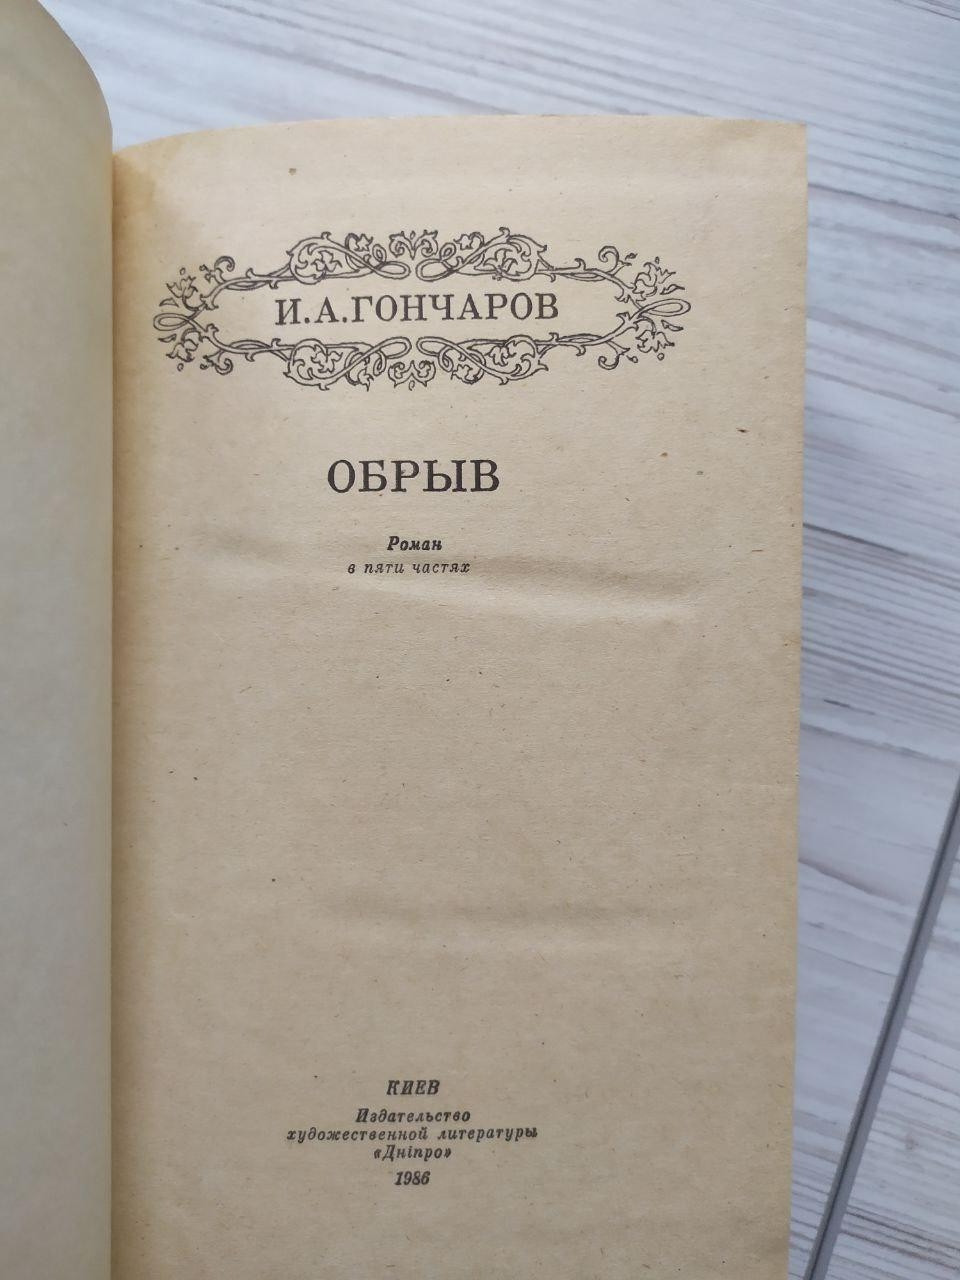 И.А.ГОНЧАРОВ
ОБРЫВ
Роман
в пяти частях
КИЕВ
Издательство
художественной литературы
«Дніпро»
1986